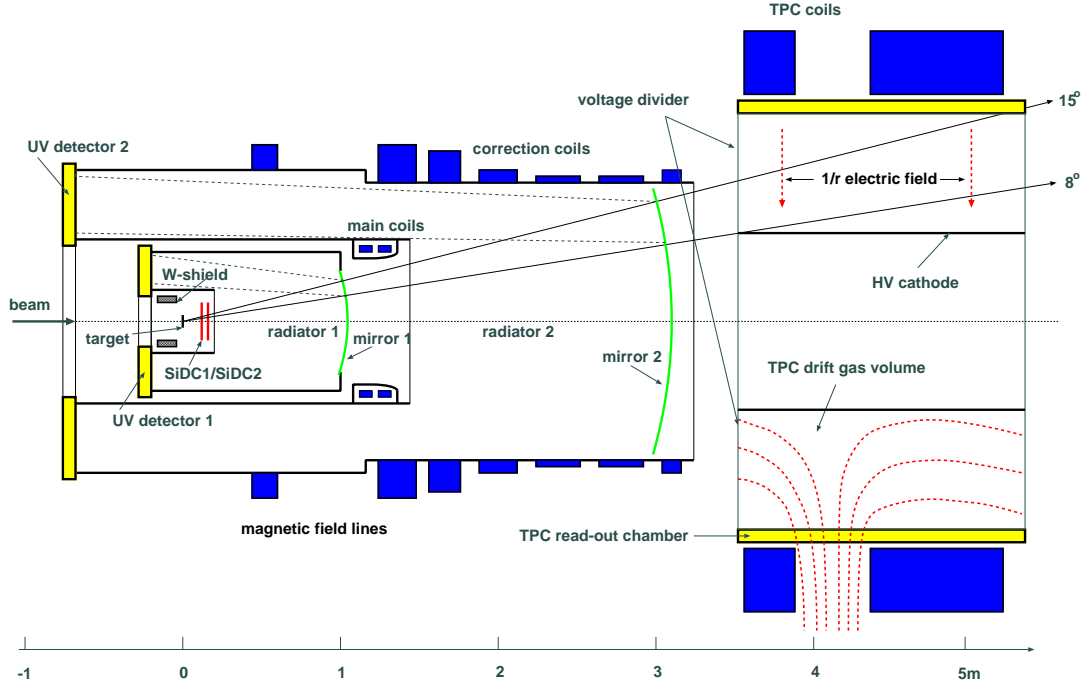 TPC coils
voltage divider
15°
UV detector 2
correction coils
1/r electric field
8°
main coils
W-shield
HV cathode
beam
target
radiator 1
radiator 2
mirror 1
mirror 2
SiDC1/SiDC2
TPC drift gas volume
UV detector 1
magnetic field lines
TPC read-out chamber
-1
0
1
2
3
4
5m